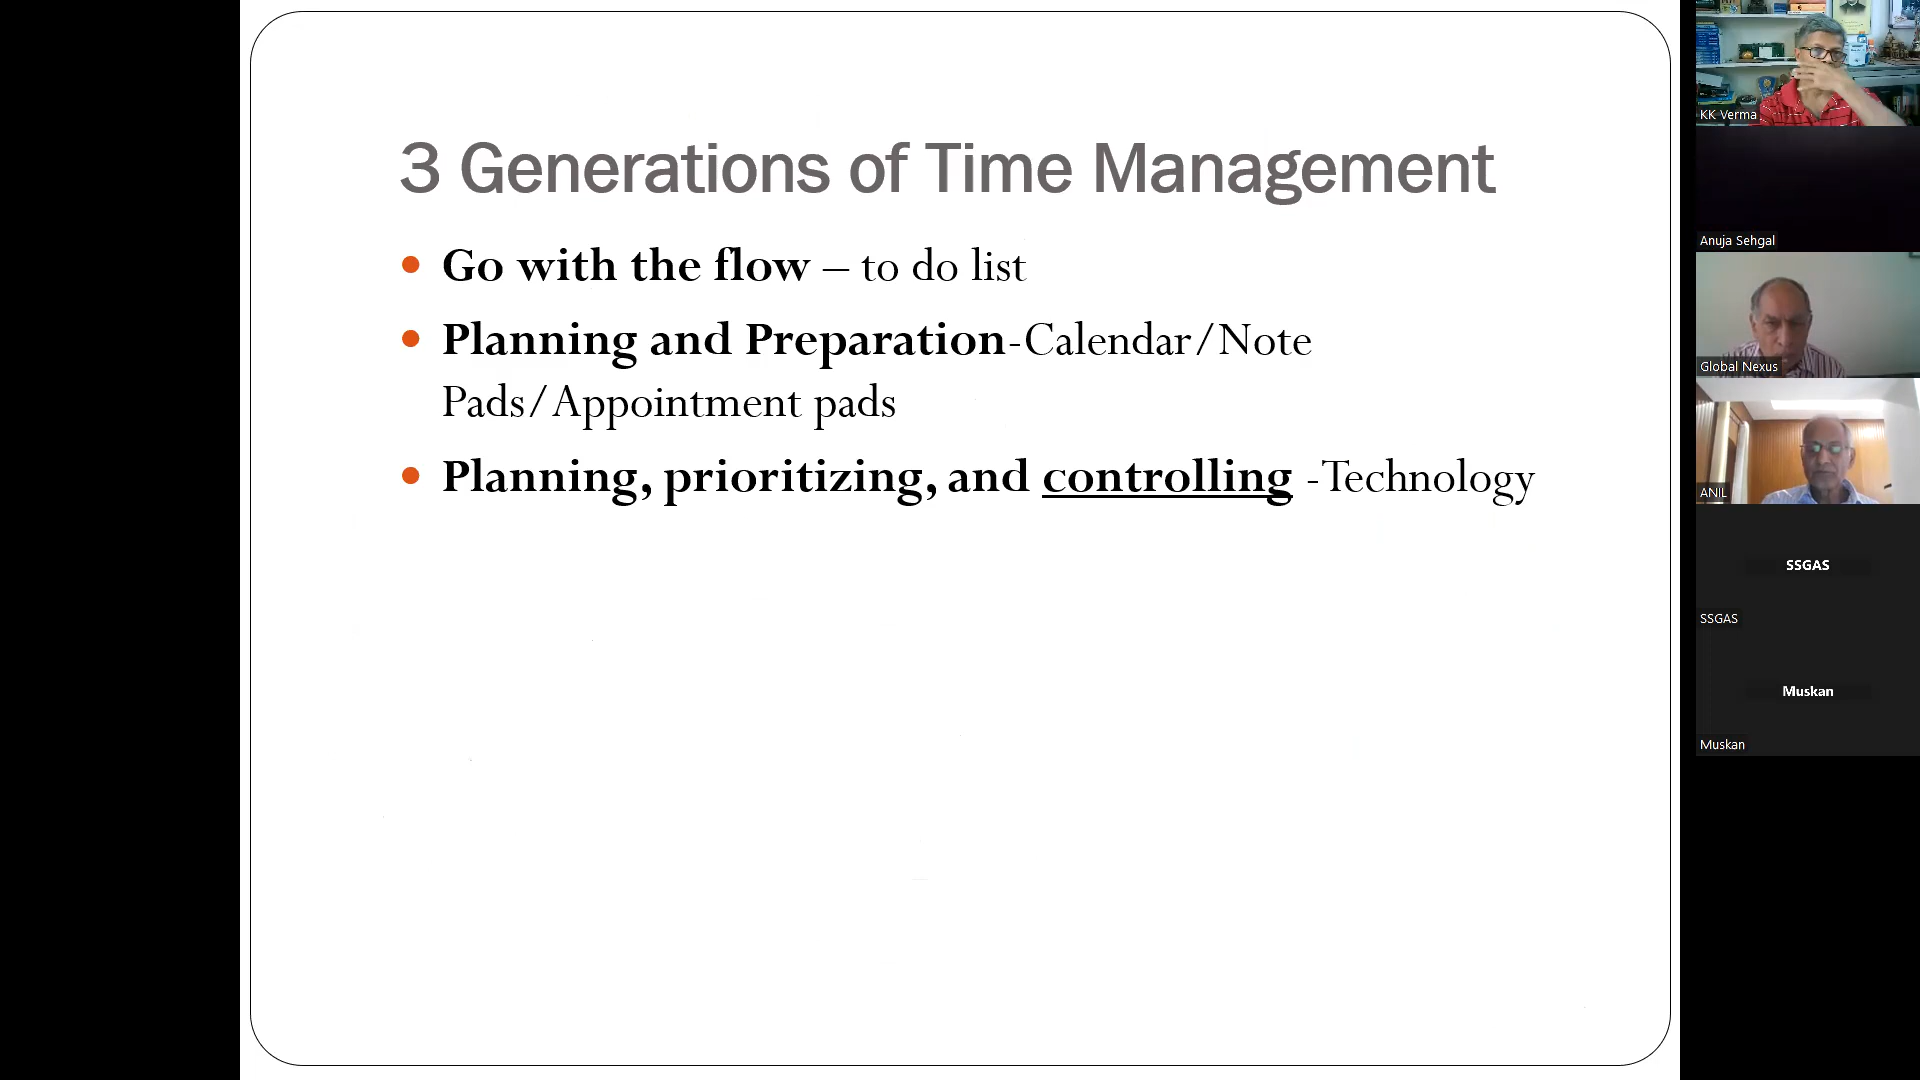 3 Generations of Time Management
Go with the flow – to do list
Planning and Preparation-Calendar/Note
Pads/Appointment pads
Planning, prioritizing, and controlling -Technology
KK Verma
Anuja Sehgal
Global Nexus
ANIL
SSGAS
SSGAS
Muskan
Muskan